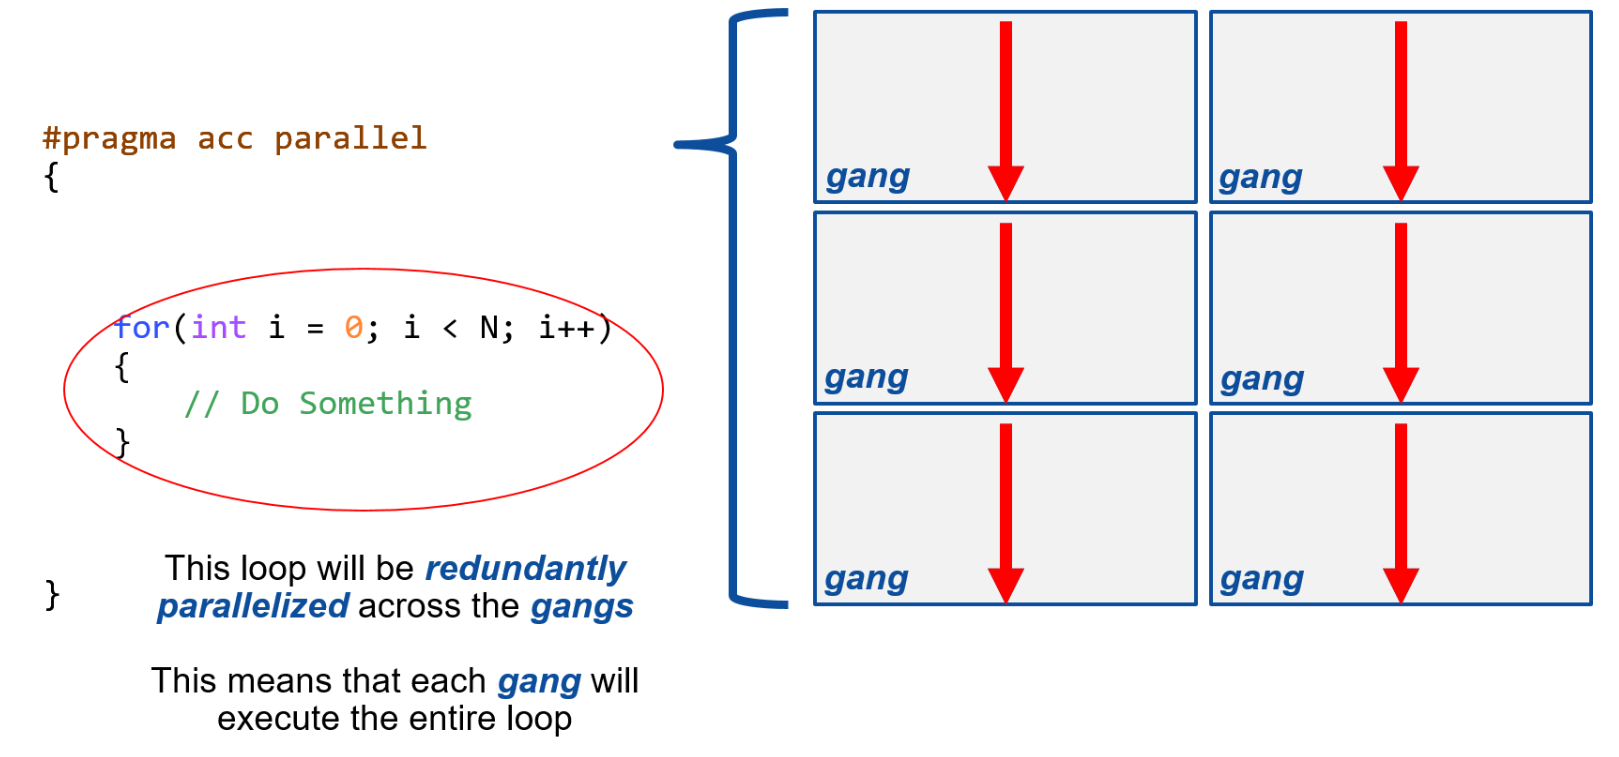 #pragma acc parallel
{
for(int i = 0; i < N; i++)
{
// Do Something
}
}
This loop will be redundantly
parallelized across the gangs
This means that each gang will
execute the entire loop
gang
gang
gang
gang
gang
gang